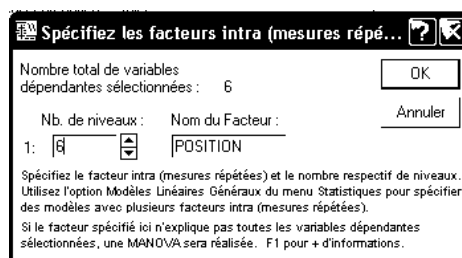 Spécifiez les facteurs intra (mesures répé...
Nombre total de variables
dépendantes sélectionnées : 6
OK
Annuler
Nb. de niveaux : Nom du Facteur :
1: 6 POSITION
Spécifiez le facteur intra (mesures répétées) et le nombre respectif de niveaux.
Utilisez l'option Modèles Linéaires Généraux du menu Statistiques pour spécifier
des modèles avec plusieurs facteurs intra (mesures répétées).
Si le facteur spécifié ici n'explique pas toutes les variables dépendantes
sélectionnées, une MANOVA sera réalisée. F1 pour + d'informations.